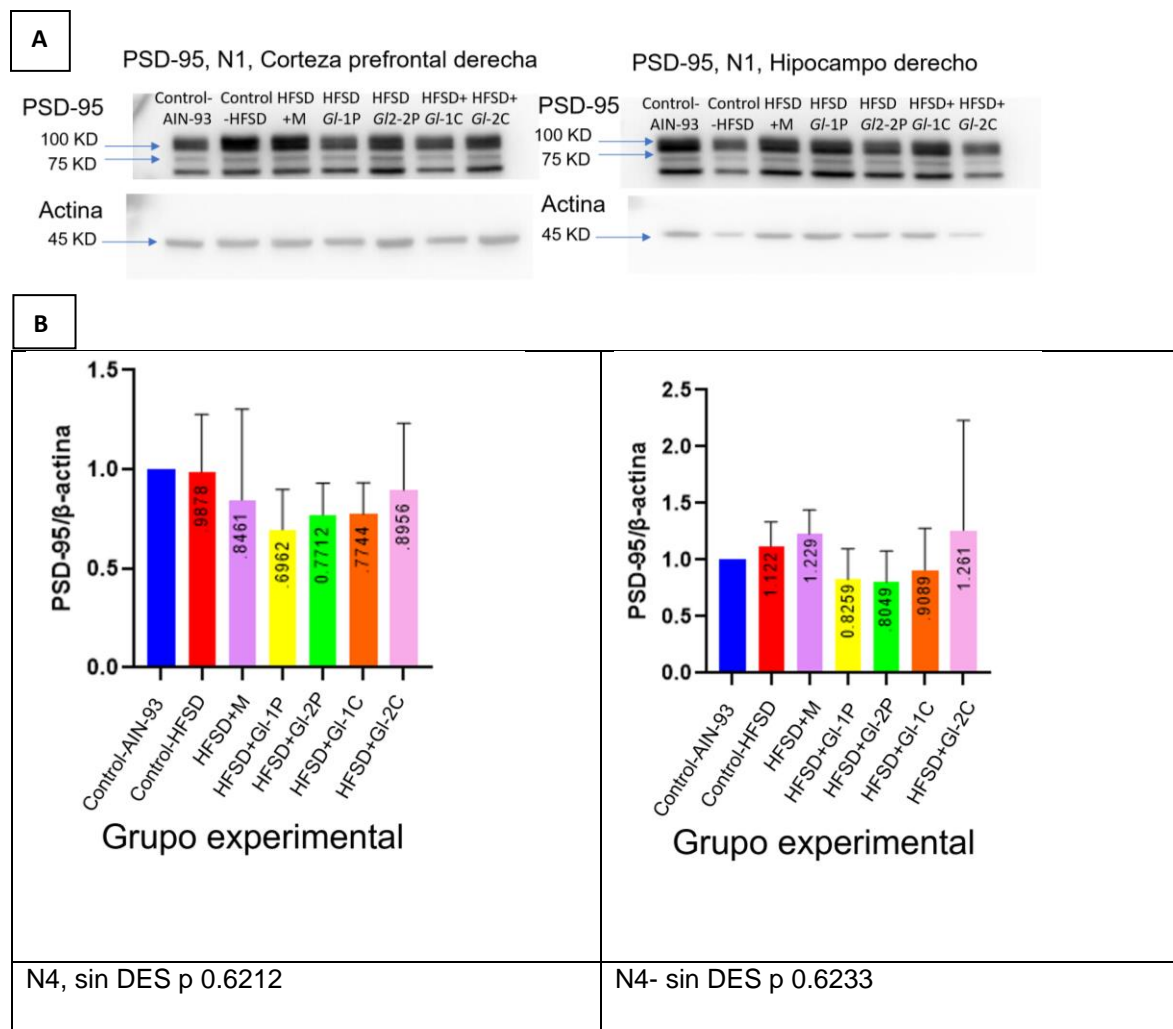 A
PSD-95, N1, Corteza prefrontal derecha
PSD-95
Control-AIN-93 Control-HFSD HFSD+M HFSD Gl-1P HFSD Gl2-2P HFSD+Gl-1C HFSD+Gl-2C
100 KD
75 KD
Actina
45 KD
PSD-95, N1, Hipocampo derecho
PSD-95
Control-AIN-93 Control-HFSD HFSD+M HFSD Gl-1P HFSD Gl2-2P HFSD+Gl-1C HFSD+Gl-2C
100 KD
75 KD
Actina
45 KD
B
PSD-95/β-actina
1.5
1.0
0.5
0.0
.9878
.8461
.6962
0.7712
.7744
.8956
Control-AIN-93
Control-HFSD
HFSD+M
HFSD+Gl-1P
HFSD+Gl-2P
HFSD+Gl-1C
HFSD+Gl-2C
Grupo experimental
N4, sin DES p 0.6212
PSD-95/β-actina
2.5
2.0
1.5
1.0
0.5
0.0
1.122
1.229
0.8259
.8049
.9089
1.261
Control-AIN-93
Control-HFSD
HFSD+M
HFSD+Gl-1P
HFSD+Gl-2P
HFSD+Gl-1C
HFSD+Gl-2C
Grupo experimental
N4- sin DES p 0.6233